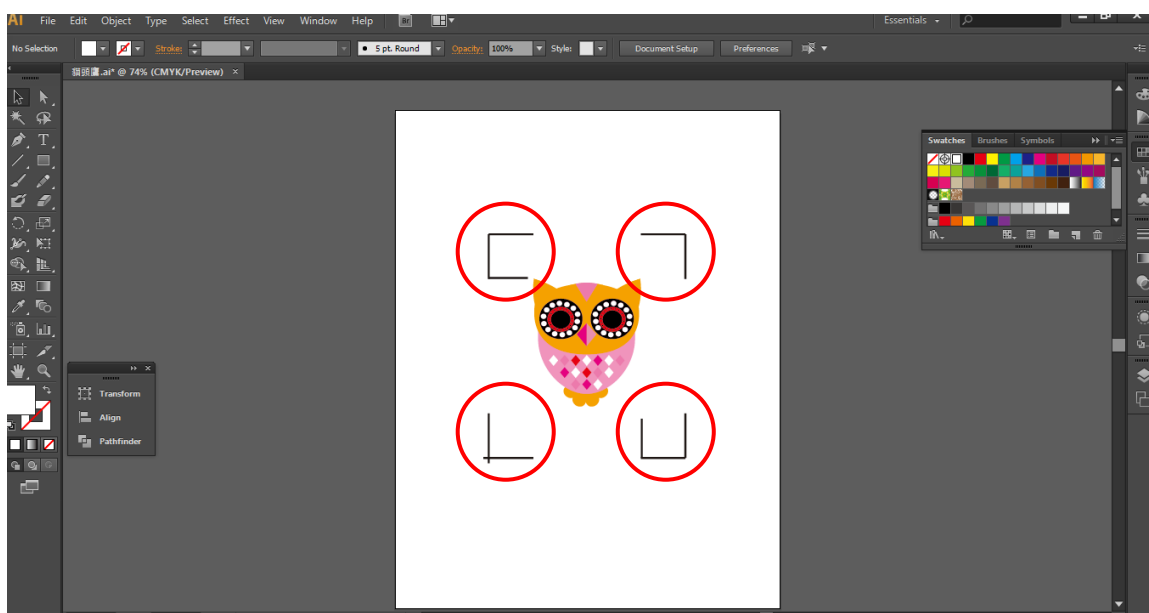 AI File Edit Object Type Select Effect View Window Help Br Essentials
No Selection Stroke: 5 pt. Round Opacity: 100% Style: Document Setup Preferences
.ai* @ 74% (CMYK/Preview) ×
Swatches Brushes Symbols
Transform
Align
Pathfinder